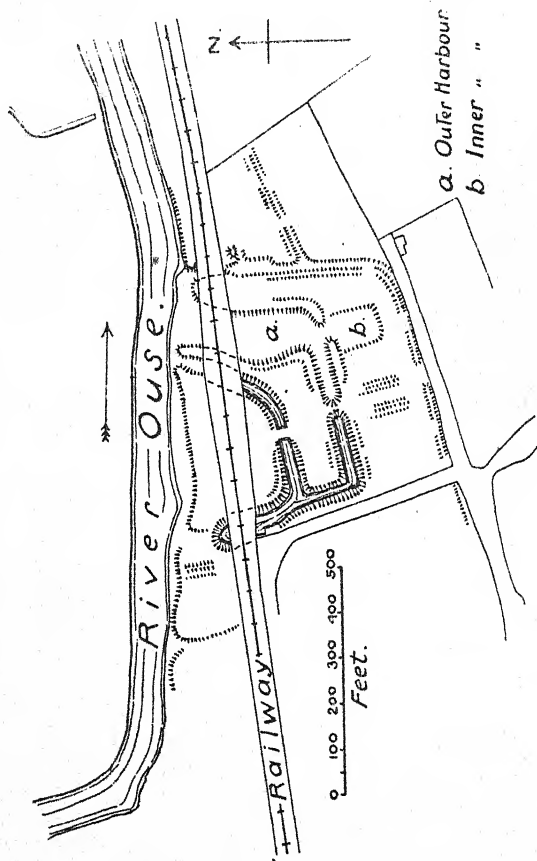 River Ouse.
N
Railway
a.
b.
0 100 200 300 400 500
Feet.
a. Outer Harbour
b Inner " "